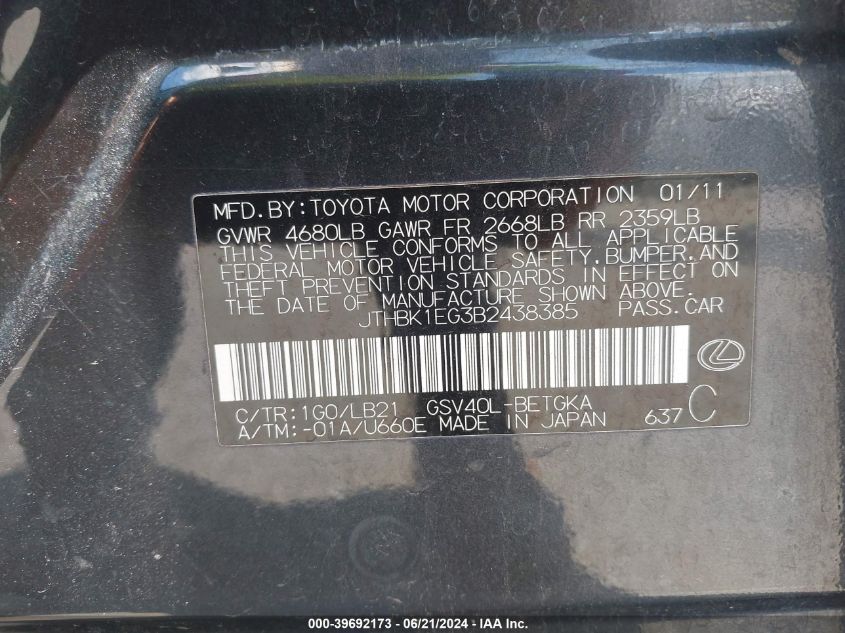 MFD.BY:TOYOTA MOTOR CORPORATION 01/11
GVWR 4680LB GAWR FR 2668LB RR 2359LB
THIS VEHICLE CONFORMS TO ALL APPLICABLE
FEDERAL MOTOR VEHICLE SAFETY,BUMPER,AND
THEFT PREVENTION STANDARDS IN EFFECT ON
THE DATE OF MANUFACTURE SHOWN ABOVE.
JTHBK1EG3B2438385 PASS.CAR
C/TR:1G0/LB21 GSV40L-BETGKA
A/TM:-01A/U660E MADE IN JAPAN 637 C
000-39692173 - 06/21/2024 - IAA Inc.